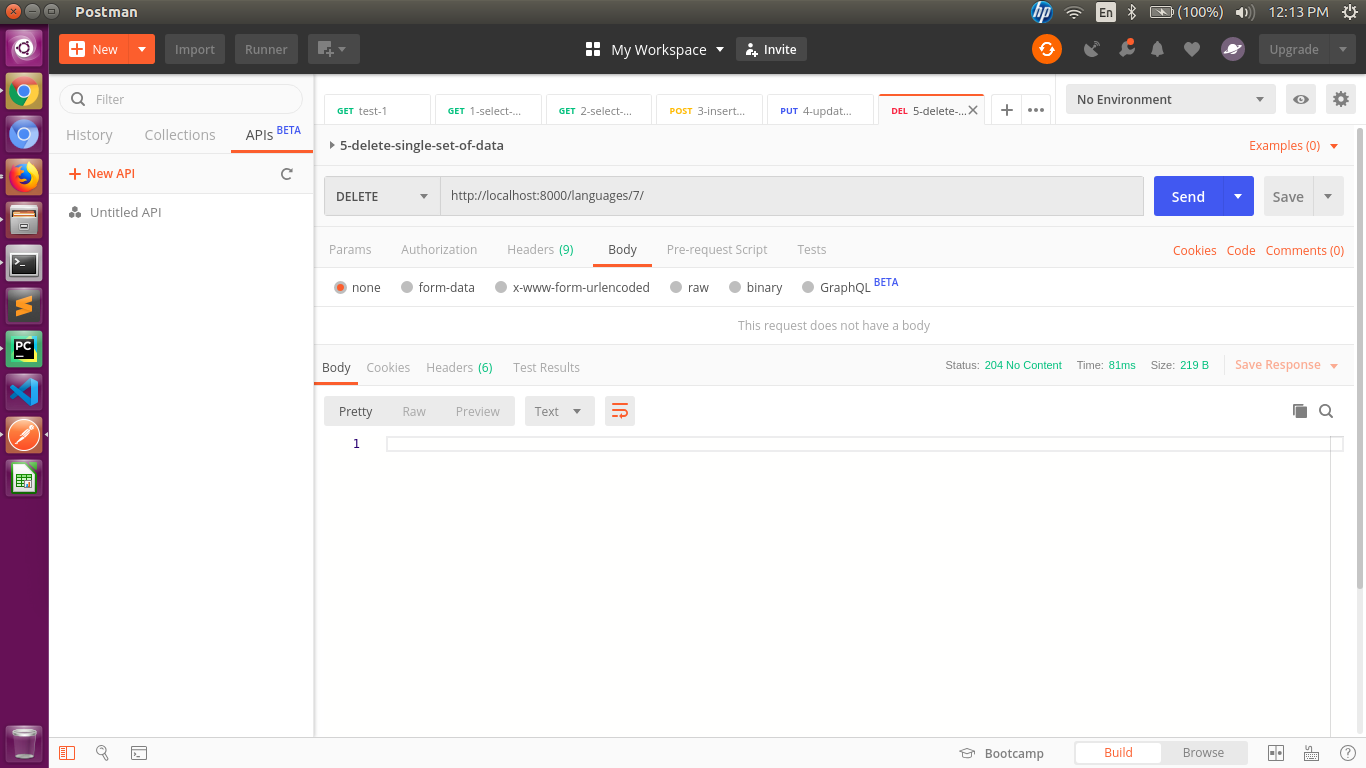 Postman
hp
En
(100%)
12:13 PM
New
Import
Runner
My Workspace
Invite
Upgrade
Filter
History
Collections
APIs BETA
New API
Untitled API
GET test-1
GET 1-select-...
GET 2-select-...
POST 3-insert...
PUT 4-updat...
DEL 5-delete-...
No Environment
5-delete-single-set-of-data
Examples (0)
DELETE
http://localhost:8000/languages/7/
Send
Save
Params
Authorization
Headers (9)
Body
Pre-request Script
Tests
Cookies
Code
Comments (0)
none
form-data
x-www-form-urlencoded
raw
binary
GraphQL BETA
This request does not have a body
Body
Cookies
Headers (6)
Test Results
Status: 204 No Content
Time: 81ms
Size: 219 B
Save Response
Pretty
Raw
Preview
Text
1
PC
Bootcamp
Build
Browse